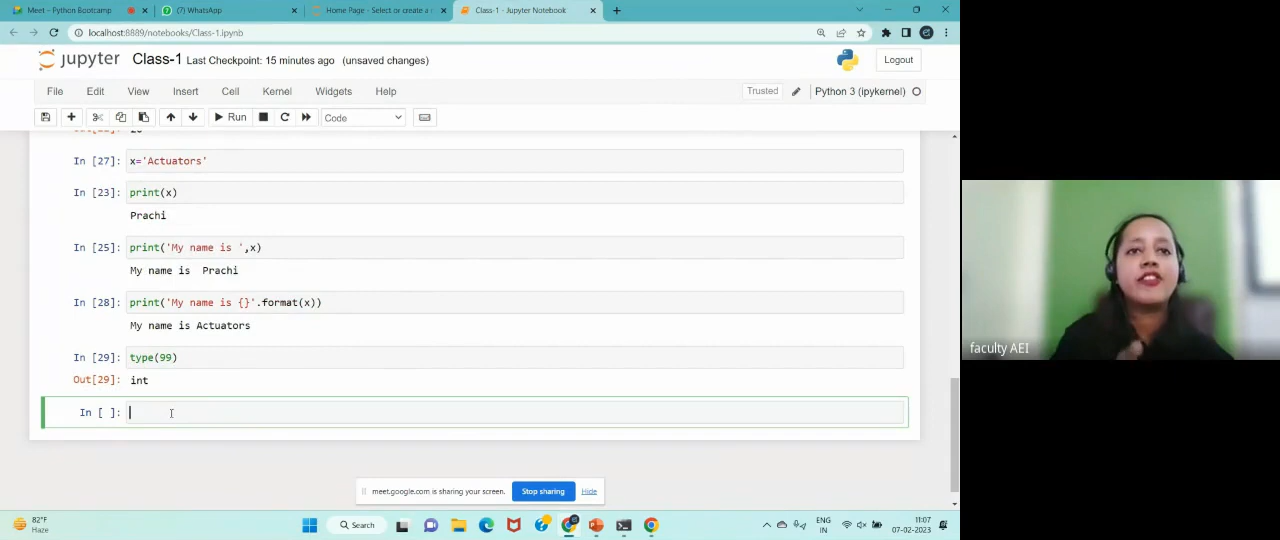 Meet – Python Bootcamp
(7) WhatsApp
Home Page - Select or create a
Class-1 - Jupyter Notebook
localhost:8889/notebooks/Class-1.ipynb
jupyter Class-1 Last Checkpoint: 15 minutes ago (unsaved changes)
Logout
File Edit View Insert Cell Kernel Widgets Help
Trusted Python 3 (ipykernel)
Run Code
In [27]: x='Actuators'
In [23]: print(x)
Prachi
In [25]: print('My name is ',x)
My name is  Prachi
In [28]: print('My name is {}'.format(x))
My name is Actuators
In [29]: type(99)
Out[29]: int
In [ ]:
faculty AEI
meet.google.com is sharing your screen. Stop sharing Hide
82°F
Haze
Search
ENG
IN
11:07
07-02-2023